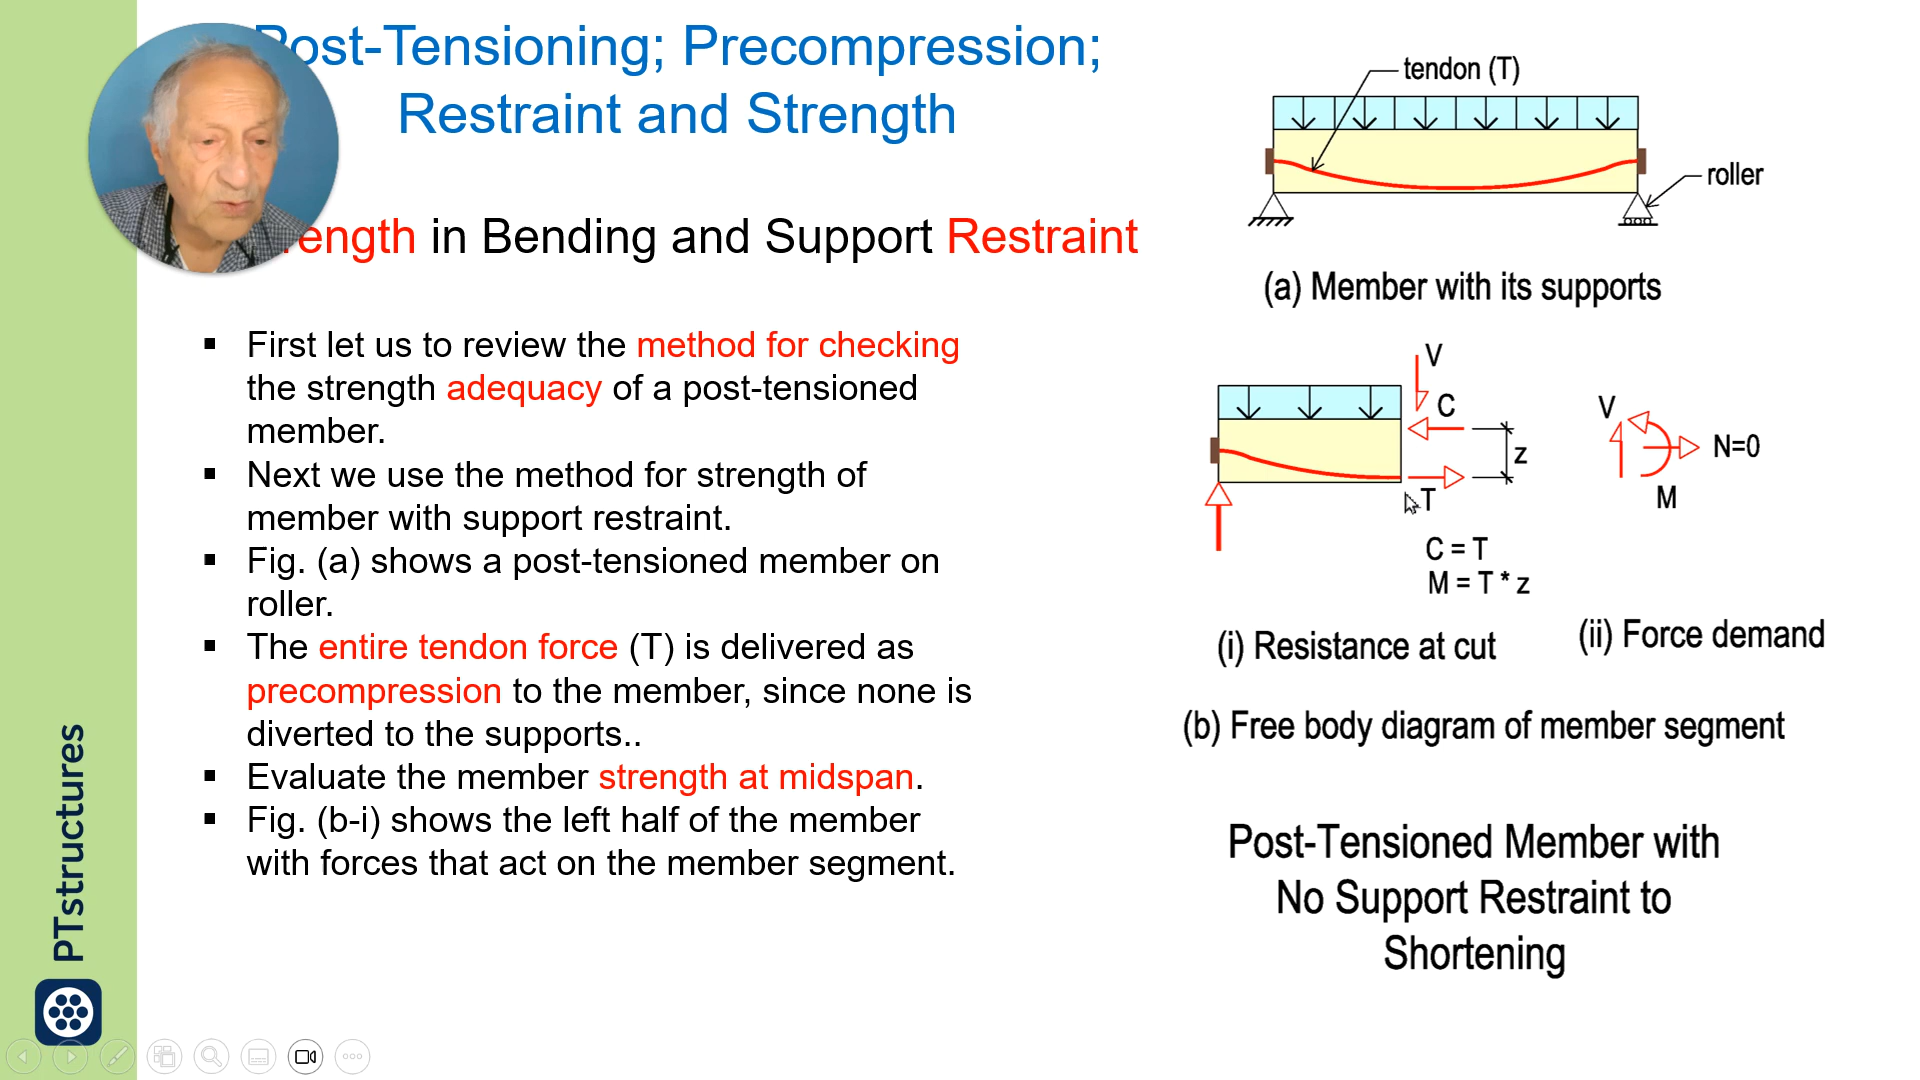 ost-Tensioning; Precompression;
Restraint and Strength
rength in Bending and Support Restraint
▪ First let us to review the method for checking
the strength adequacy of a post-tensioned
member.
▪ Next we use the method for strength of
member with support restraint.
▪ Fig. (a) shows a post-tensioned member on
roller.
▪ The entire tendon force (T) is delivered as
precompression to the member, since none is
diverted to the supports..
▪ Evaluate the member strength at midspan.
▪ Fig. (b-i) shows the left half of the member
with forces that act on the member segment.
PTstructures
tendon (T)
roller
(a) Member with its supports
V
C
z
T
C = T
M = T * z
V
N=0
M
(i) Resistance at cut
(ii) Force demand
(b) Free body diagram of member segment
Post-Tensioned Member with
No Support Restraint to
Shortening